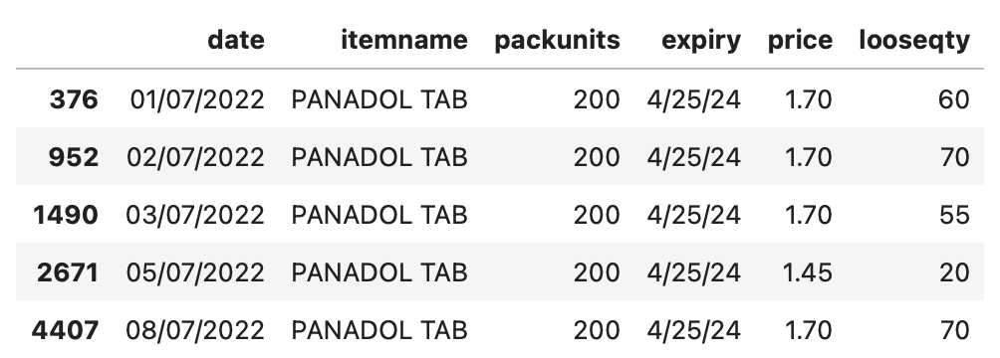 date itemname packunits expiry price looseqty
376 01/07/2022 PANADOL TAB 200 4/25/24 1.70 60
952 02/07/2022 PANADOL TAB 200 4/25/24 1.70 70
1490 03/07/2022 PANADOL TAB 200 4/25/24 1.70 55
2671 05/07/2022 PANADOL TAB 200 4/25/24 1.45 20
4407 08/07/2022 PANADOL TAB 200 4/25/24 1.70 70